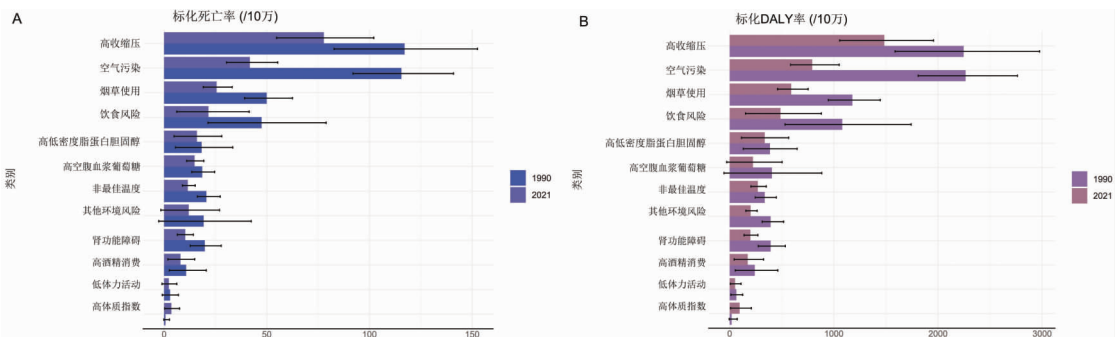 A
标化死亡率 (/10万)
类别
高收缩压
空气污染
烟草使用
饮食风险
高低密度脂蛋白胆固醇
高空腹血浆葡萄糖
非最佳温度
其他环境风险
肾功能障碍
高酒精消费
低体力活动
高体质指数
0 50 100 150
1990
2021
B
标化DALY率 (/10万)
类别
高收缩压
空气污染
烟草使用
饮食风险
高低密度脂蛋白胆固醇
高空腹血浆葡萄糖
非最佳温度
其他环境风险
肾功能障碍
高酒精消费
低体力活动
高体质指数
0 1000 2000 3000
1990
2021